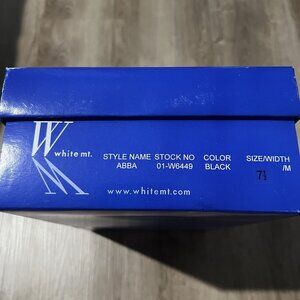 W
white mt.
M
STYLE NAME STOCK NO COLOR SIZE/WIDTH
ABBA 01-W6449 BLACK 7½ /M
www.whitemt.com